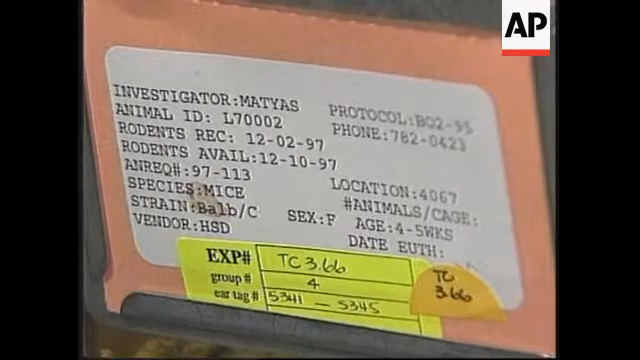 AP
INVESTIGATOR:MATYAS PROTOCOL:B02-95
ANIMAL ID: L70002 PHONE:782-0423
RODENTS REC: 12-02-97
RODENTS AVAIL:12-10-97
ANREQ#:97-113 LOCATION:4067
SPECIES:MICE #ANIMALS/CAGE:
STRAIN:Balb/C SEX:F AGE:4-5WKS
VENDOR:HSD DATE EUTH:
EXP# TC 3.66
group # 4
ear tag # 5341 — 5345
TC
3.66